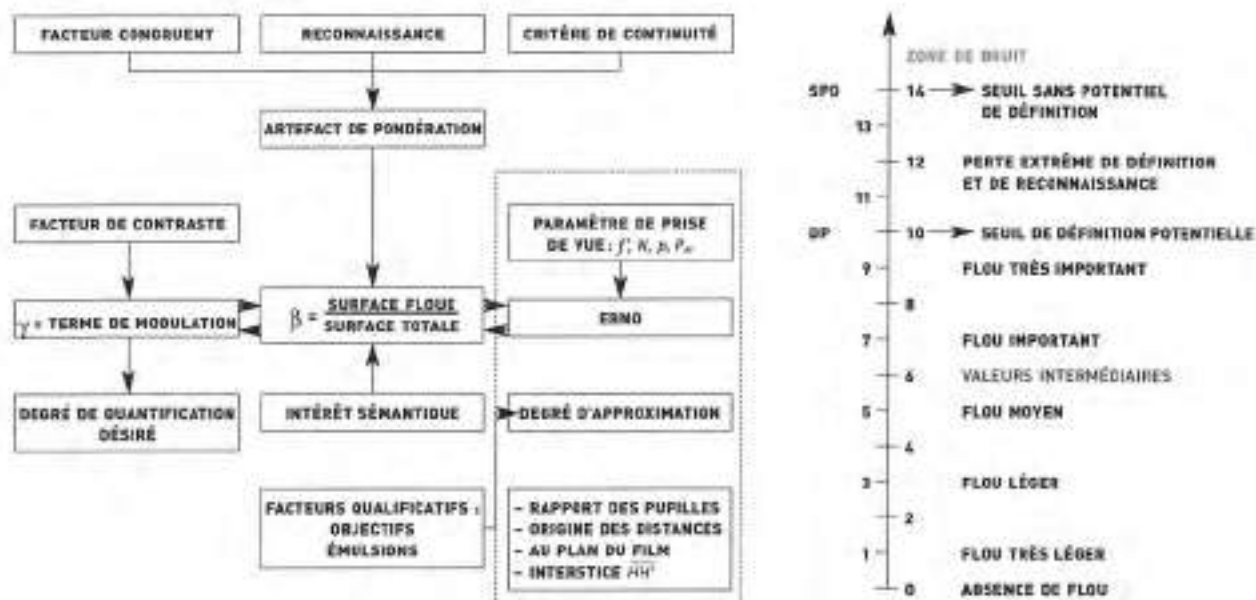 FACTEUR CONGRUENT
RECONNAISSANCE
CRITÈRE DE CONTINUITÉ
ARTEFACT DE PONDÉRATION
FACTEUR DE CONTRASTE
PARAMÈTRE DE PRISE
DE VUE : f', N, p,
γ = TERME DE MODULATION
β = SURFACE FLOUE
SURFACE TOTALE
ERNO
DEGRÉ DE QUANTIFICATION
DÉSIRÉ
INTÉRÊT SÉMANTIQUE
DEGRÉ D'APPROXIMATION
FACTEURS QUALIFICATIFS :
OBJECTIFS
ÉMULSIONS
– RAPPORT DES PUPILLES
– ORIGINE DES DISTANCES
– AU PLAN DU FILM
– INTERSTICE HH'
ZONE DE BRUIT
SPD 14 SEUIL SANS POTENTIEL
DE DÉFINITION
13
12 PERTE EXTRÊME DE DÉFINITION
ET DE RECONNAISSANCE
11
DP 10 SEUIL DE DÉFINITION POTENTIELLE
9 FLOU TRÈS IMPORTANT
8
7 FLOU IMPORTANT
6 VALEURS INTERMÉDIAIRES
5 FLOU MOYEN
4
3 FLOU LÉGER
2
1 FLOU TRÈS LÉGER
0 ABSENCE DE FLOU